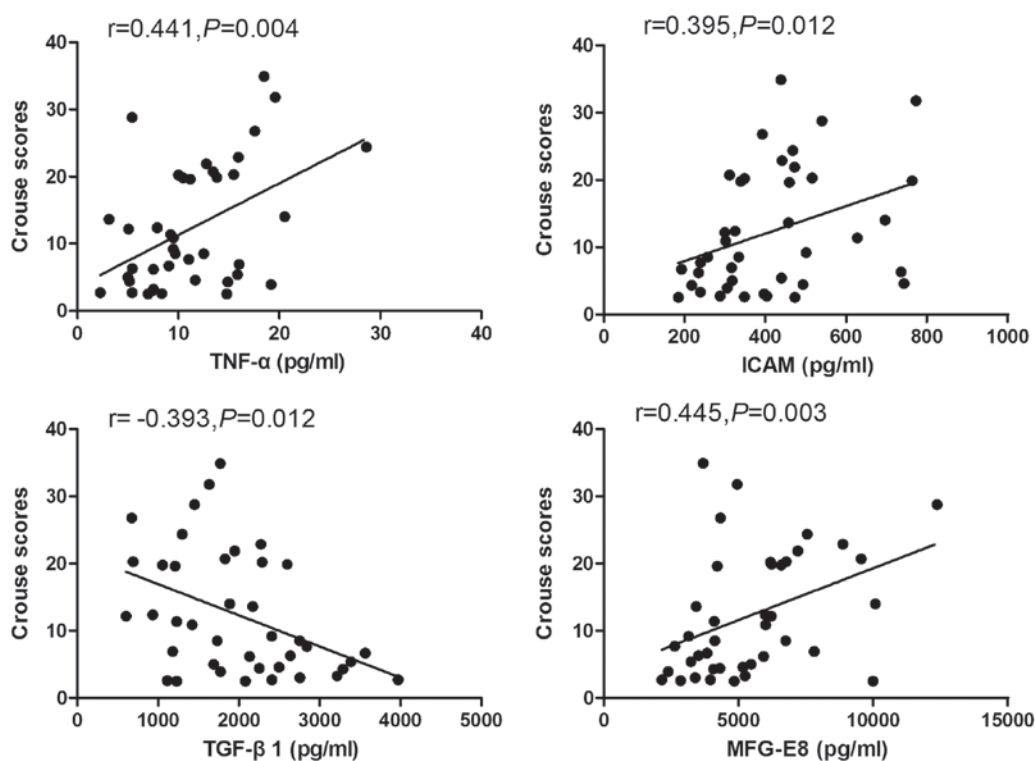 r=0.441,P=0.004
40
30
20
10
0
Crouse scores
0 10 20 30 40
TNF-α (pg/ml)
r=0.395,P=0.012
40
30
20
10
0
Crouse scores
200 400 600 800 1000
ICAM (pg/ml)
r= -0.393,P=0.012
40
30
20
10
0
Crouse scores
0 1000 2000 3000 4000 5000
TGF-β 1 (pg/ml)
r=0.445,P=0.003
40
30
20
10
0
Crouse scores
0 5000 10000 15000
MFG-E8 (pg/ml)